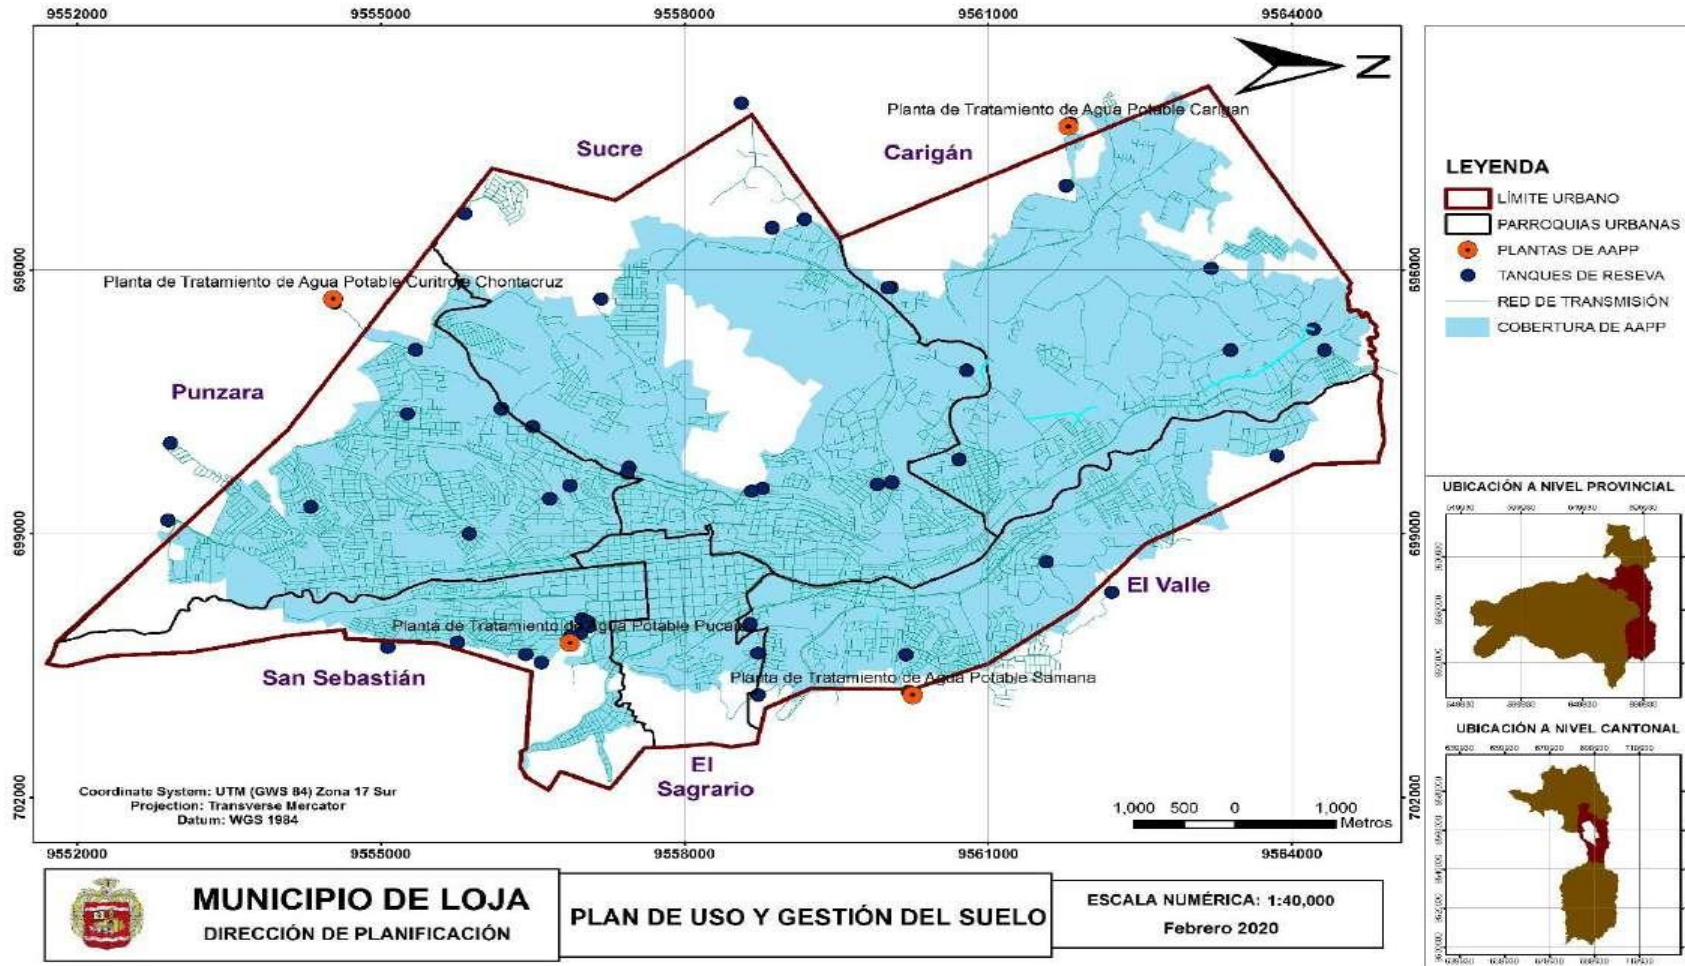 9552000 9555000 9558000 9561000 9564000
N
Planta de Tratamiento de Agua Potable Carigan
Sucre
Carigán
696000
696000
Planta de Tratamiento de Agua Potable Curitroje Chontacruz
Punzara
699000
699000
El Valle
Planta de Tratamiento de Agua Potable Pucara
San Sebastián
Planta de Tratamiento de Agua Potable Samana
El
Sagrario
702000
702000
Coordinate System: UTM (GWS 84) Zona 17 Sur
Projection: Transverse Mercator
Datum: WGS 1984
1,000 500 0 1,000
Metros
9552000 9555000 9558000 9561000 9564000
LEYENDA
LÍMITE URBANO
PARROQUIAS URBANAS
PLANTAS DE AAPP
TANQUES DE RESEVA
RED DE TRANSMISIÓN
COBERTURA DE AAPP
UBICACIÓN A NIVEL PROVINCIAL
UBICACIÓN A NIVEL CANTONAL
MUNICIPIO DE LOJA
DIRECCIÓN DE PLANIFICACIÓN
PLAN DE USO Y GESTIÓN DEL SUELO
ESCALA NUMÉRICA: 1:40,000
Febrero 2020